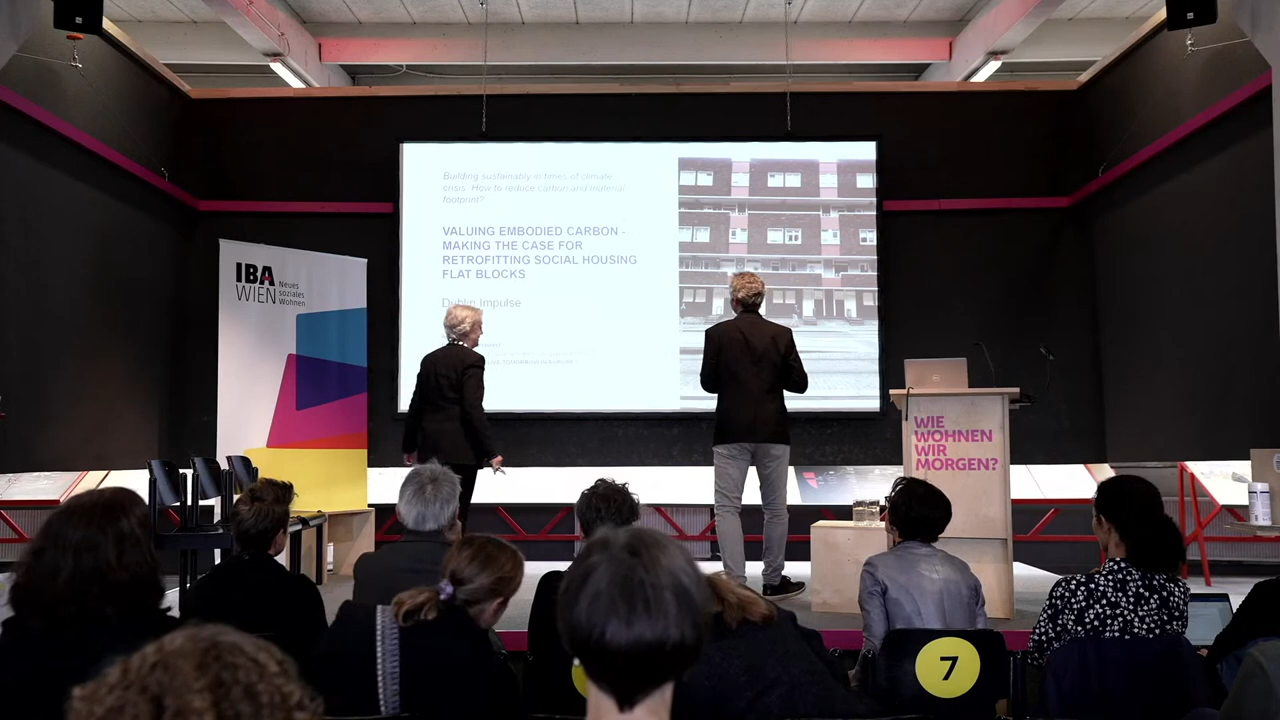 Building sustainably in times of climate
crisis. How to reduce carbon and material
footprint?
VALUING EMBODIED CARBON -
MAKING THE CASE FOR
RETROFITTING SOCIAL HOUSING
FLAT BLOCKS
Dublin Impulse
IBA
WIEN
Neues
soziales
Wohnen
WIE
WOHNEN
WIR
MORGEN?
7